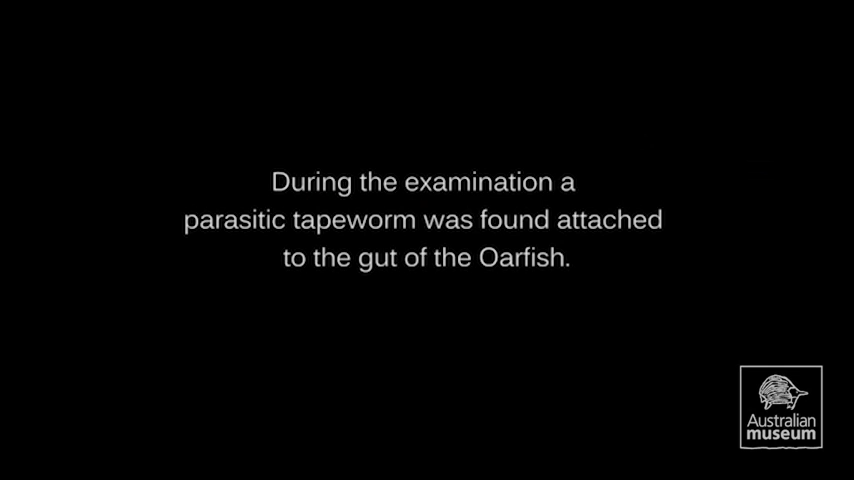 During the examination a
parasitic tapeworm was found attached
to the gut of the Oarfish.
Australian
museum